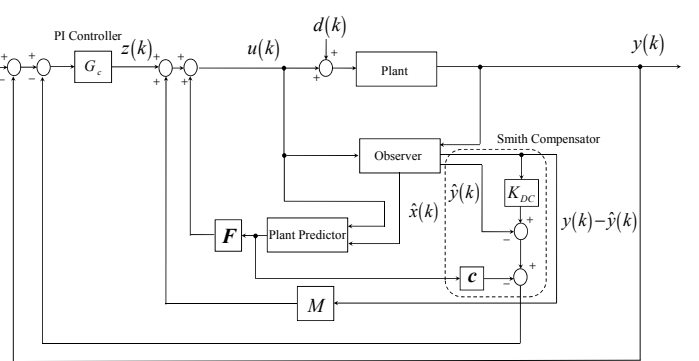 d(k)
PI Controller
z(k)
u(k)
y(k)
G_c
Plant
Smith Compensator
Observer
x̂(k)
ŷ(k)
K_DC
y(k)−ŷ(k)
F
Plant Predictor
c
M